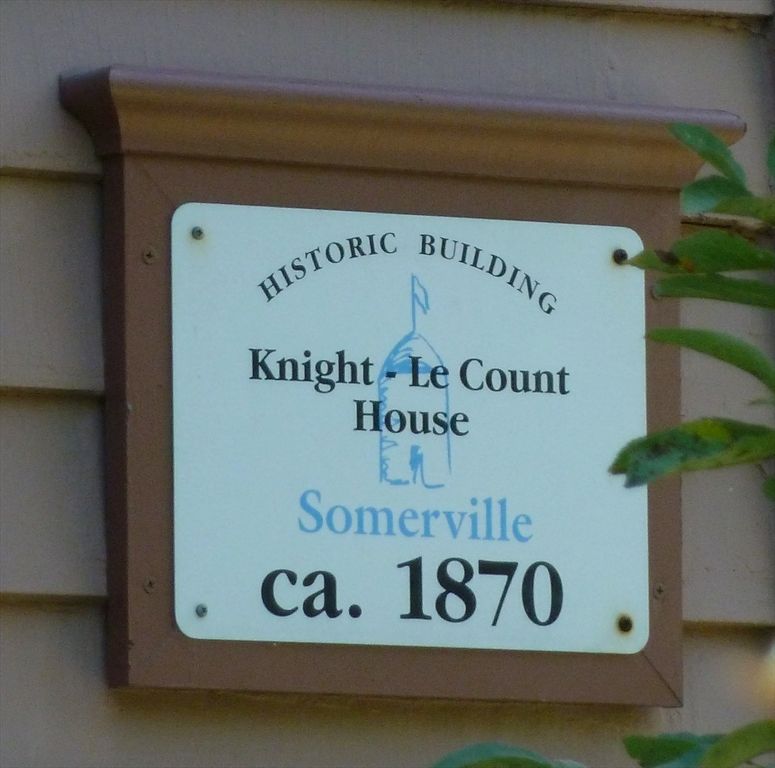 HISTORIC BUILDING
Knight - Le Count
House
Somerville
ca. 1870